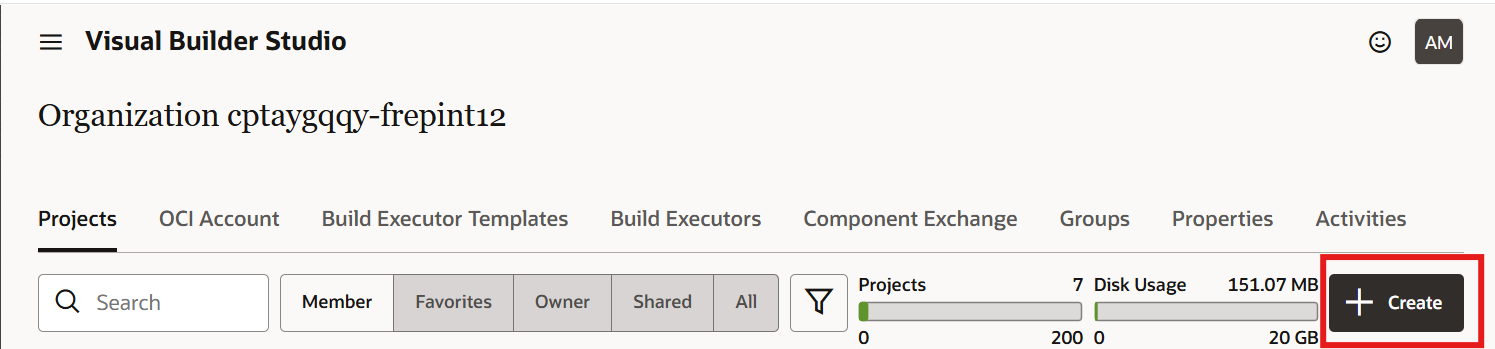 Visual Builder Studio
AM
Organization cptaygqqy-frepint12
Projects OCI Account Build Executor Templates Build Executors Component Exchange Groups Properties Activities
Search Member Favorites Owner Shared All Projects 7 Disk Usage 151.07 MB Create
0 200 0 20 GB